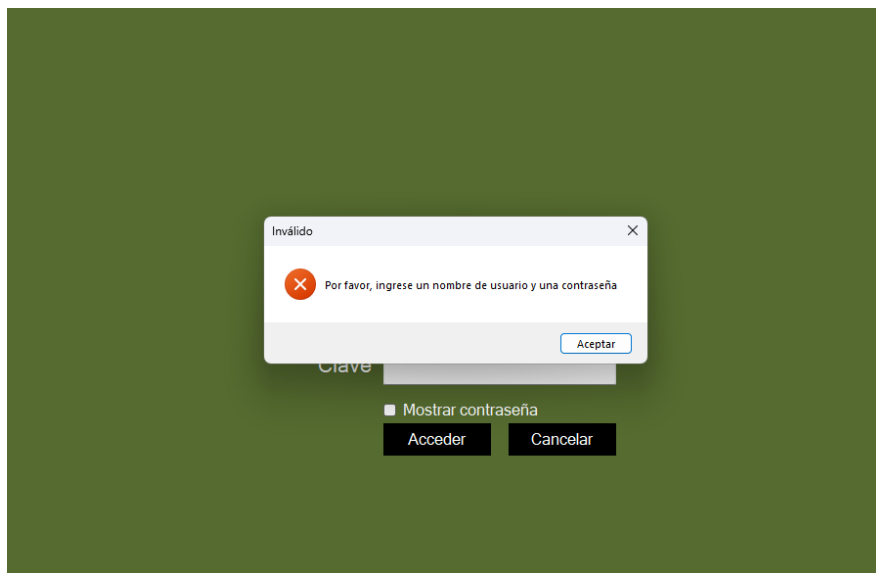 Inválido
Por favor, ingrese un nombre de usuario y una contraseña
Aceptar
Clave
Mostrar contraseña
Acceder Cancelar